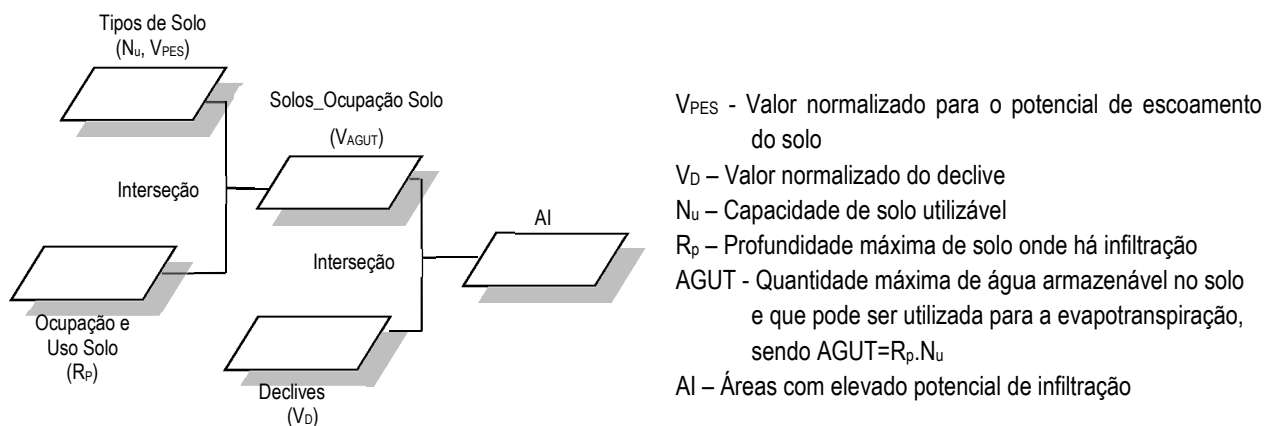 Tipos de Solo
(Nu, VPES)
Solos_Ocupação Solo
(VAGUT)
Interseção
AI
Interseção
Ocupação e
Uso Solo
(RP)
Declives
(VD)
VPES - Valor normalizado para o potencial de escoamento
do solo
VD – Valor normalizado do declive
Nu – Capacidade de solo utilizável
Rp – Profundidade máxima de solo onde há infiltração
AGUT - Quantidade máxima de água armazenável no solo
e que pode ser utilizada para a evapotranspiração,
sendo AGUT=Rp.Nu
AI – Áreas com elevado potencial de infiltração